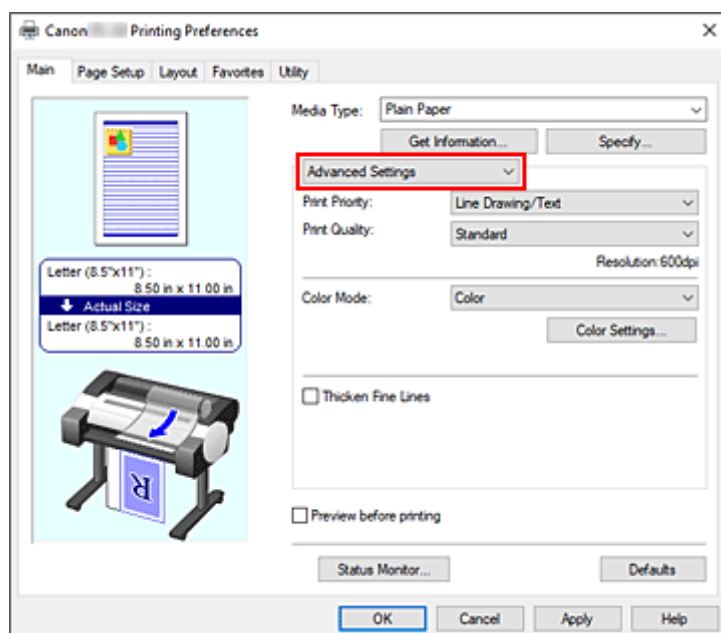 Canon Printing Preferences
Main Page Setup Layout Favorites Utility
Media Type: Plain Paper
Get Information... Specify...
Advanced Settings
Print Priority: Line Drawing/Text
Print Quality: Standard
Resolution:600dpi
Letter (8.5"x11") :
8.50 in x 11.00 in
Actual Size
Letter (8.5"x11") :
8.50 in x 11.00 in
Color Mode: Color
Color Settings...
Thicken Fine Lines
R
Preview before printing
Status Monitor... Defaults
OK Cancel Apply Help